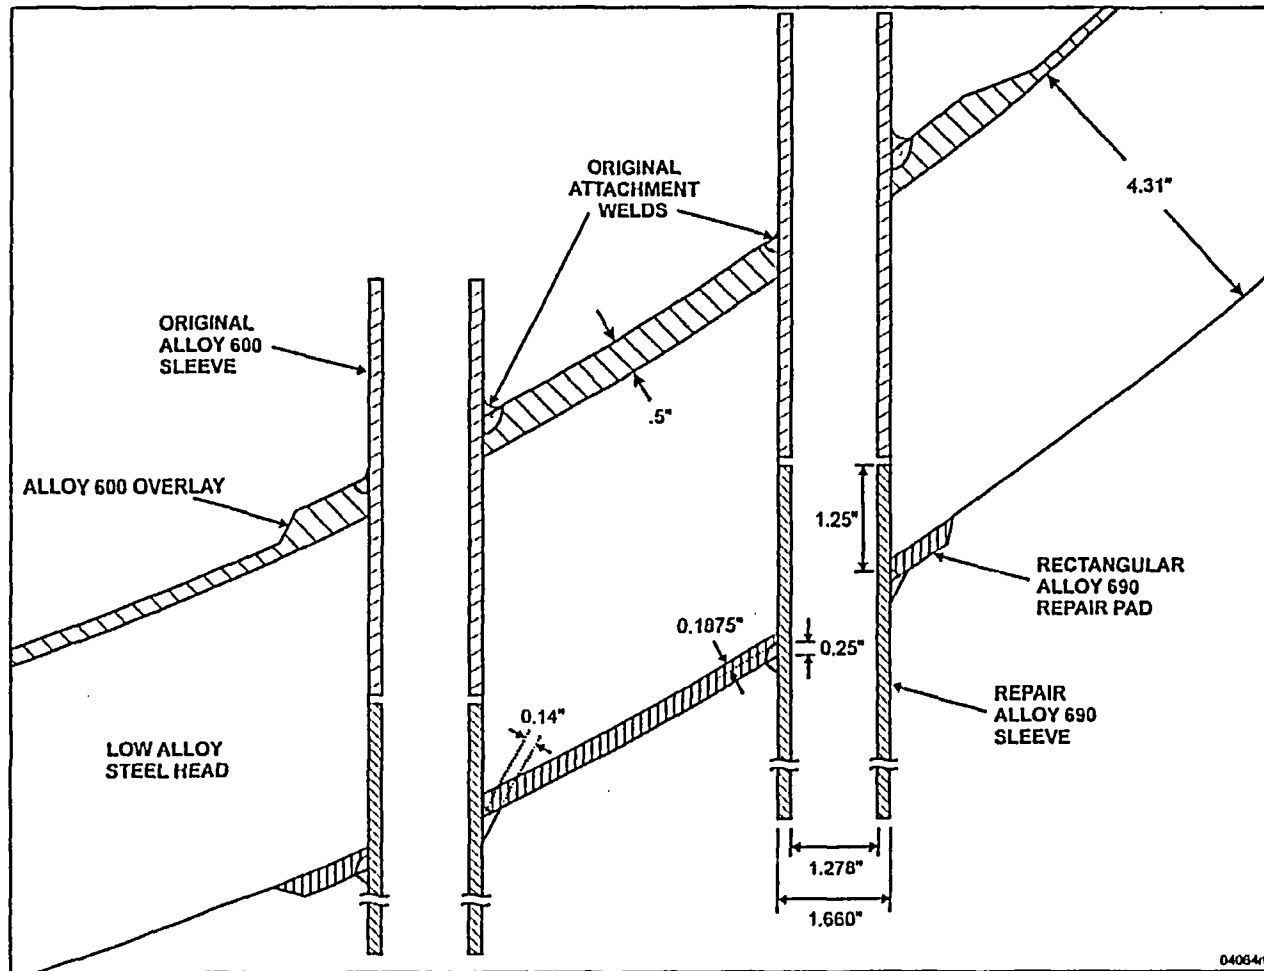 ORIGINAL
ATTACHMENT
WELDS
4.31"
ORIGINAL
ALLOY 600
SLEEVE
.5"
ALLOY 600 OVERLAY
1.25"
RECTANGULAR
ALLOY 690
REPAIR PAD
0.1875"
0.25"
REPAIR
ALLOY 690
SLEEVE
0.14"
LOW ALLOY
STEEL HEAD
1.278"
1.660"